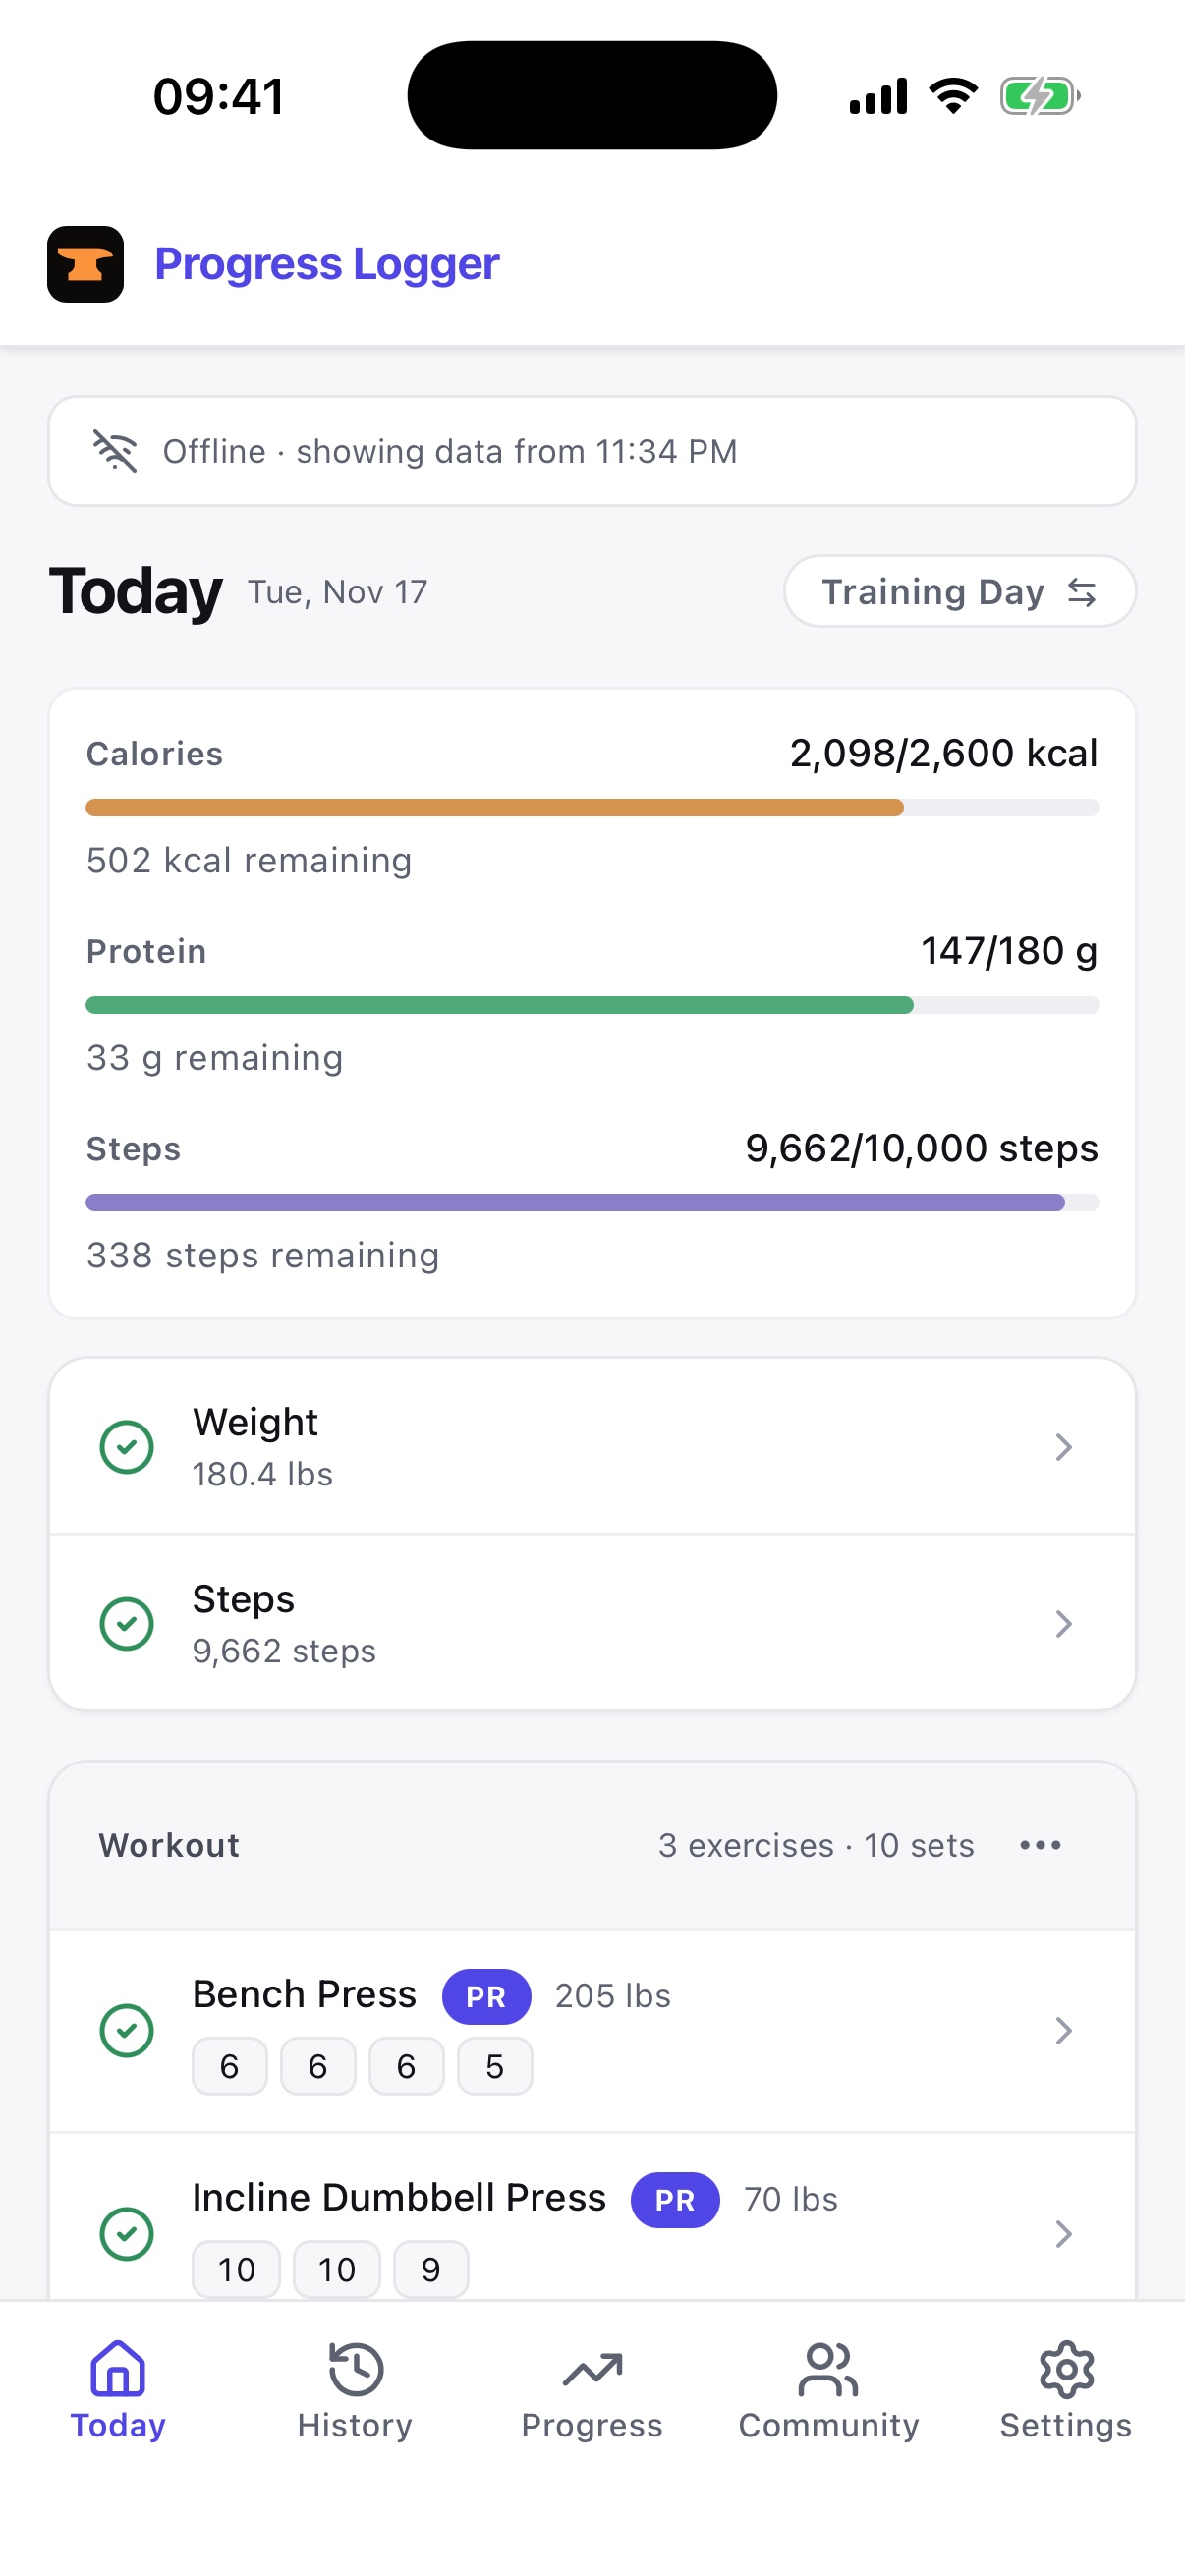 09:41
Progress Logger
Offline · showing data from 11:34 PM
Today Tue, Nov 17 Training Day
Calories 2,098/2,600 kcal
502 kcal remaining
Protein 147/180 g
33 g remaining
Steps 9,662/10,000 steps
338 steps remaining
Weight
180.4 lbs
Steps
9,662 steps
Workout 3 exercises · 10 sets
Bench Press PR 205 lbs
6 6 6 5
Incline Dumbbell Press PR 70 lbs
10 10 9
Today History Progress Community Settings